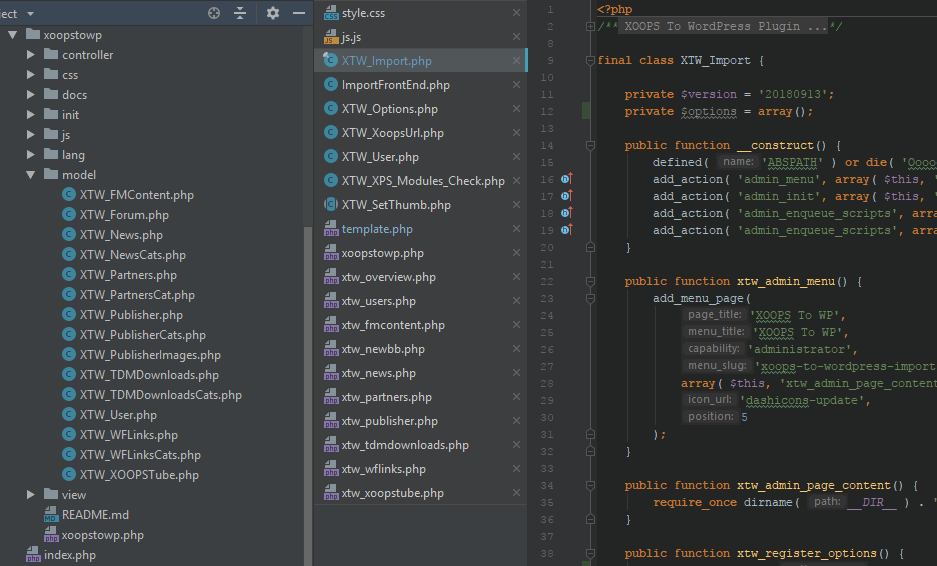 ject
xoopstowp
controller
css
docs
init
js
lang
model
XTW_FMContent.php
XTW_Forum.php
XTW_News.php
XTW_NewsCats.php
XTW_Partners.php
XTW_PartnersCat.php
XTW_Publisher.php
XTW_PublisherCats.php
XTW_PublisherImages.php
XTW_TDMDownloads.php
XTW_TDMDownloadsCats.php
XTW_User.php
XTW_WFLinks.php
XTW_WFLinksCats.php
XTW_XOOPSTube.php
view
README.md
xoopstowp.php
index.php
style.css
js.js
XTW_Import.php
ImportFrontEnd.php
XTW_Options.php
XTW_XoopsUrl.php
XTW_User.php
XTW_XPS_Modules_Check.php
XTW_SetThumb.php
template.php
xoopstowp.php
xtw_overview.php
xtw_users.php
xtw_fmcontent.php
xtw_newbb.php
xtw_news.php
xtw_partners.php
xtw_publisher.php
xtw_tdmdownloads.php
xtw_wflinks.php
xtw_xoopstube.php
1 <?php
2 /** XOOPS To WordPress Plugin ...*/
8
9 final class XTW_Import {
10
11 private $version = '20180913';
12 private $options = array();
13
14 public function __construct() {
15 defined( name: 'ABSPATH' ) or die( 'Oooo
16 add_action( 'admin_menu', array( $this, '
17 add_action( 'admin_init', array( $this, '
18 add_action( 'admin_enqueue_scripts', arra
19 add_action( 'admin_enqueue_scripts', arra
20 }
21
22 public function xtw_admin_menu() {
23 add_menu_page(
24 page_title: 'XOOPS To WP',
25 menu_title: 'XOOPS To WP',
26 capability: 'administrator',
27 menu_slug: 'xoops-to-wordpress-import
28 array( $this, 'xtw_admin_page_content
29 icon_url: 'dashicons-update',
30 position: 5
31 );
32 }
33
34 public function xtw_admin_page_content() {
35 require_once dirname( path: __DIR__ ) . '
36 }
37
38 public function xtw_register_options() {